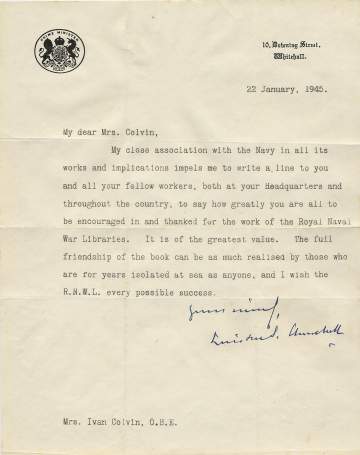 PRIME MINISTER
10, Downing Street,
Whitehall.
22 January, 1945.
My dear Mrs. Colvin,
My close association with the Navy in all its
works and implications impels me to write a line to you
and all your fellow workers, both at your Headquarters and
throughout the country, to say how greatly you are all to
be encouraged in and thanked for the work of the Royal Naval
War Libraries. It is of the greatest value. The full
friendship of the book can be as much realised by those who
are for years isolated at sea as anyone, and I wish the
R.N.W.L. every possible success.
Yours sincly,
Winston S. Churchill
Mrs. Ivan Colvin, O.B.E.